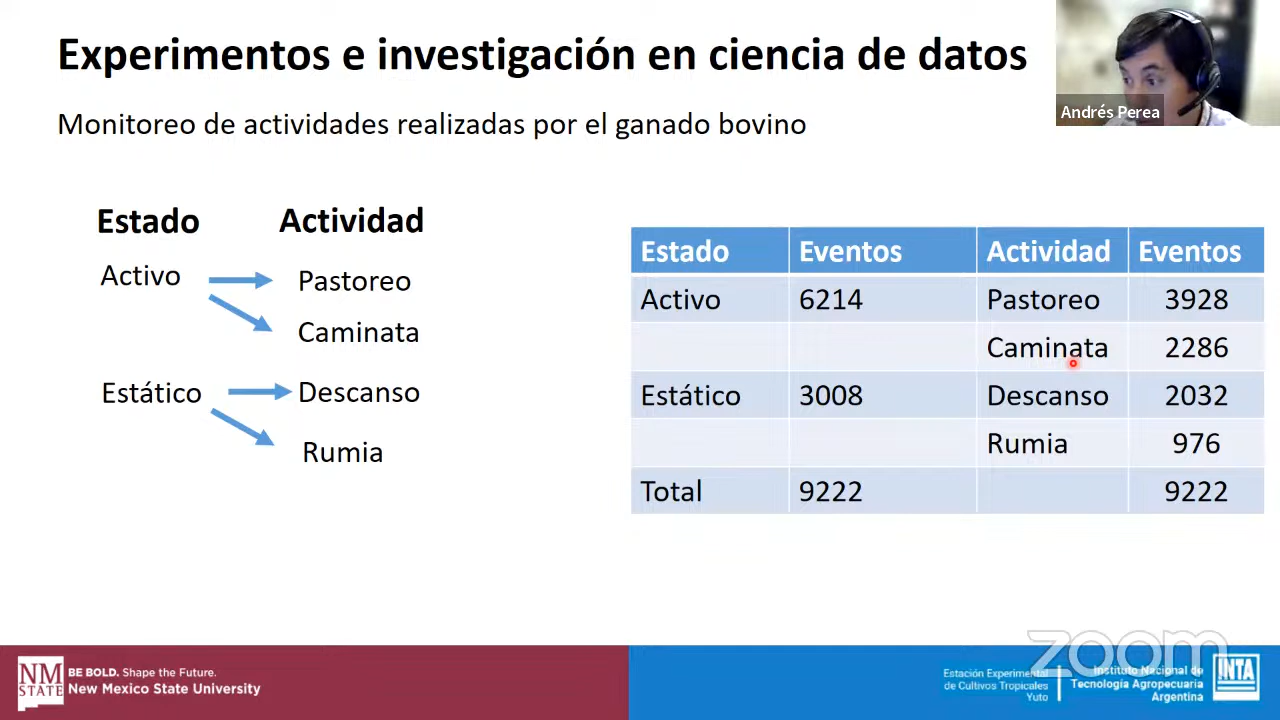 Experimentos e investigación en ciencia de datos
Monitoreo de actividades realizadas por el ganado bovino
Andrés Perea
Estado Actividad
Activo Pastoreo
Caminata
Estático Descanso
Rumia
Estado Eventos Actividad Eventos
Activo 6214 Pastoreo 3928
Caminata 2286
Estático 3008 Descanso 2032
Rumia 976
Total 9222 9222
NM
STATE
BE BOLD. Shape the Future.
New Mexico State University
Estación Experimental
de Cultivos Tropicales
Yuto
zoom
Instituto Nacional de
Tecnología Agropecuaria
Argentina
INTA